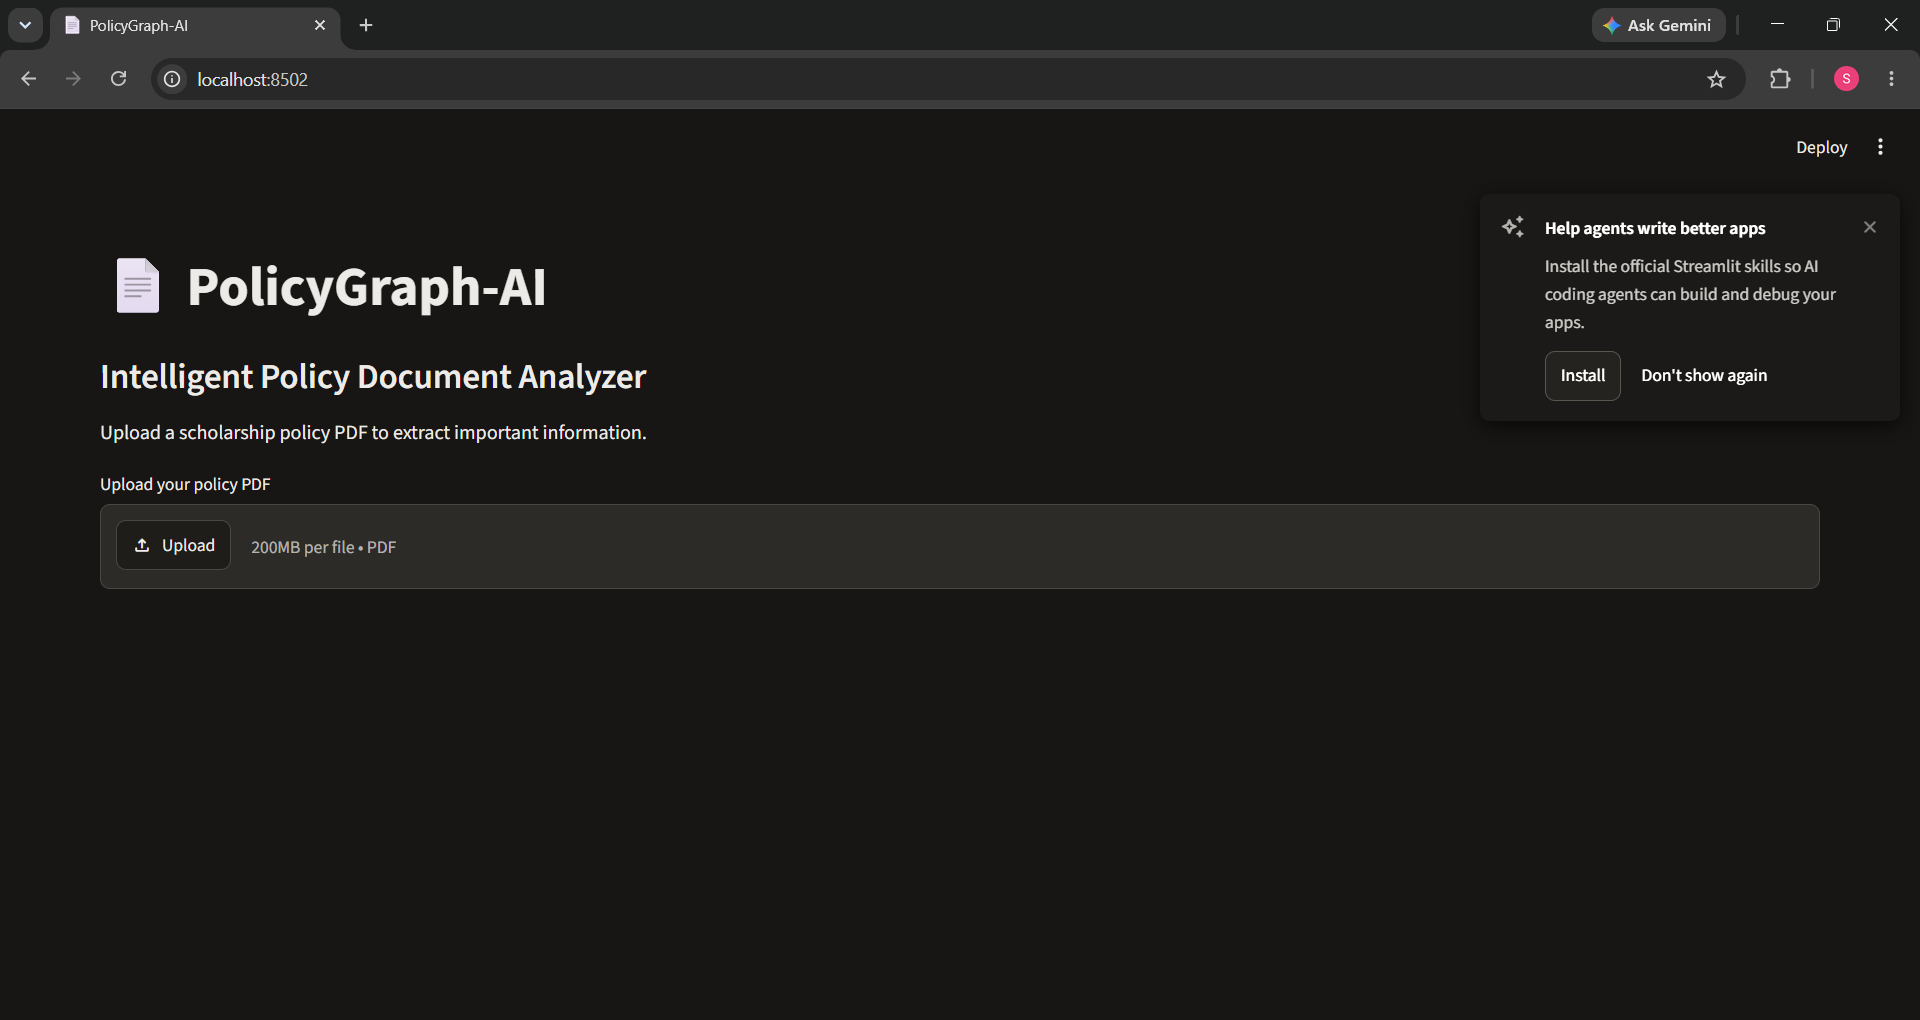 PolicyGraph-AI
Ask Gemini
localhost:8502
S
Deploy
Help agents write better apps
Install the official Streamlit skills so AI
coding agents can build and debug your
apps.
Install
Don't show again
PolicyGraph-AI
Intelligent Policy Document Analyzer
Upload a scholarship policy PDF to extract important information.
Upload your policy PDF
Upload
200MB per file • PDF